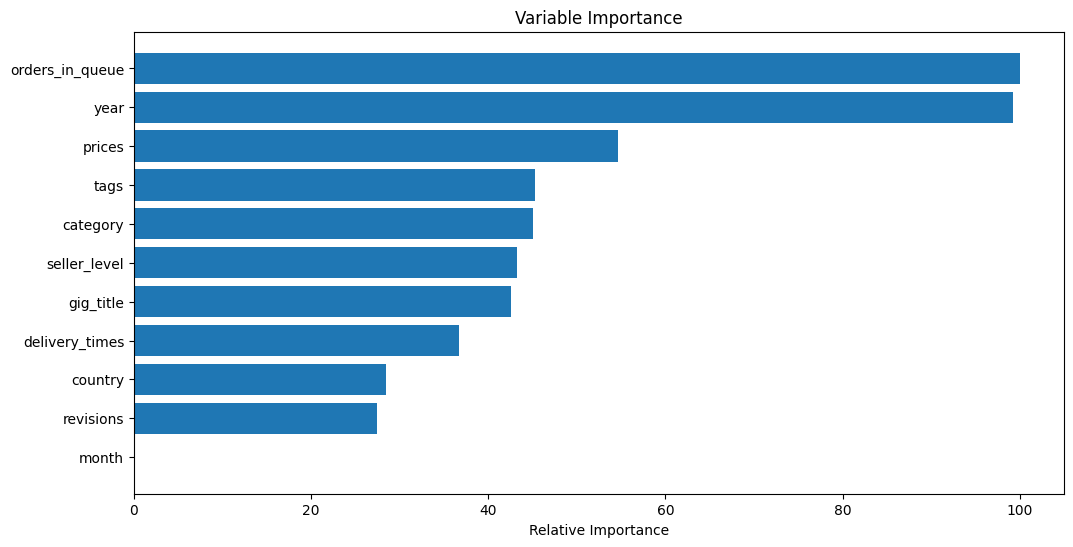 Variable Importance
orders_in_queue
year
prices
tags
category
seller_level
gig_title
delivery_times
country
revisions
month
0 20 40 60 80 100
Relative Importance